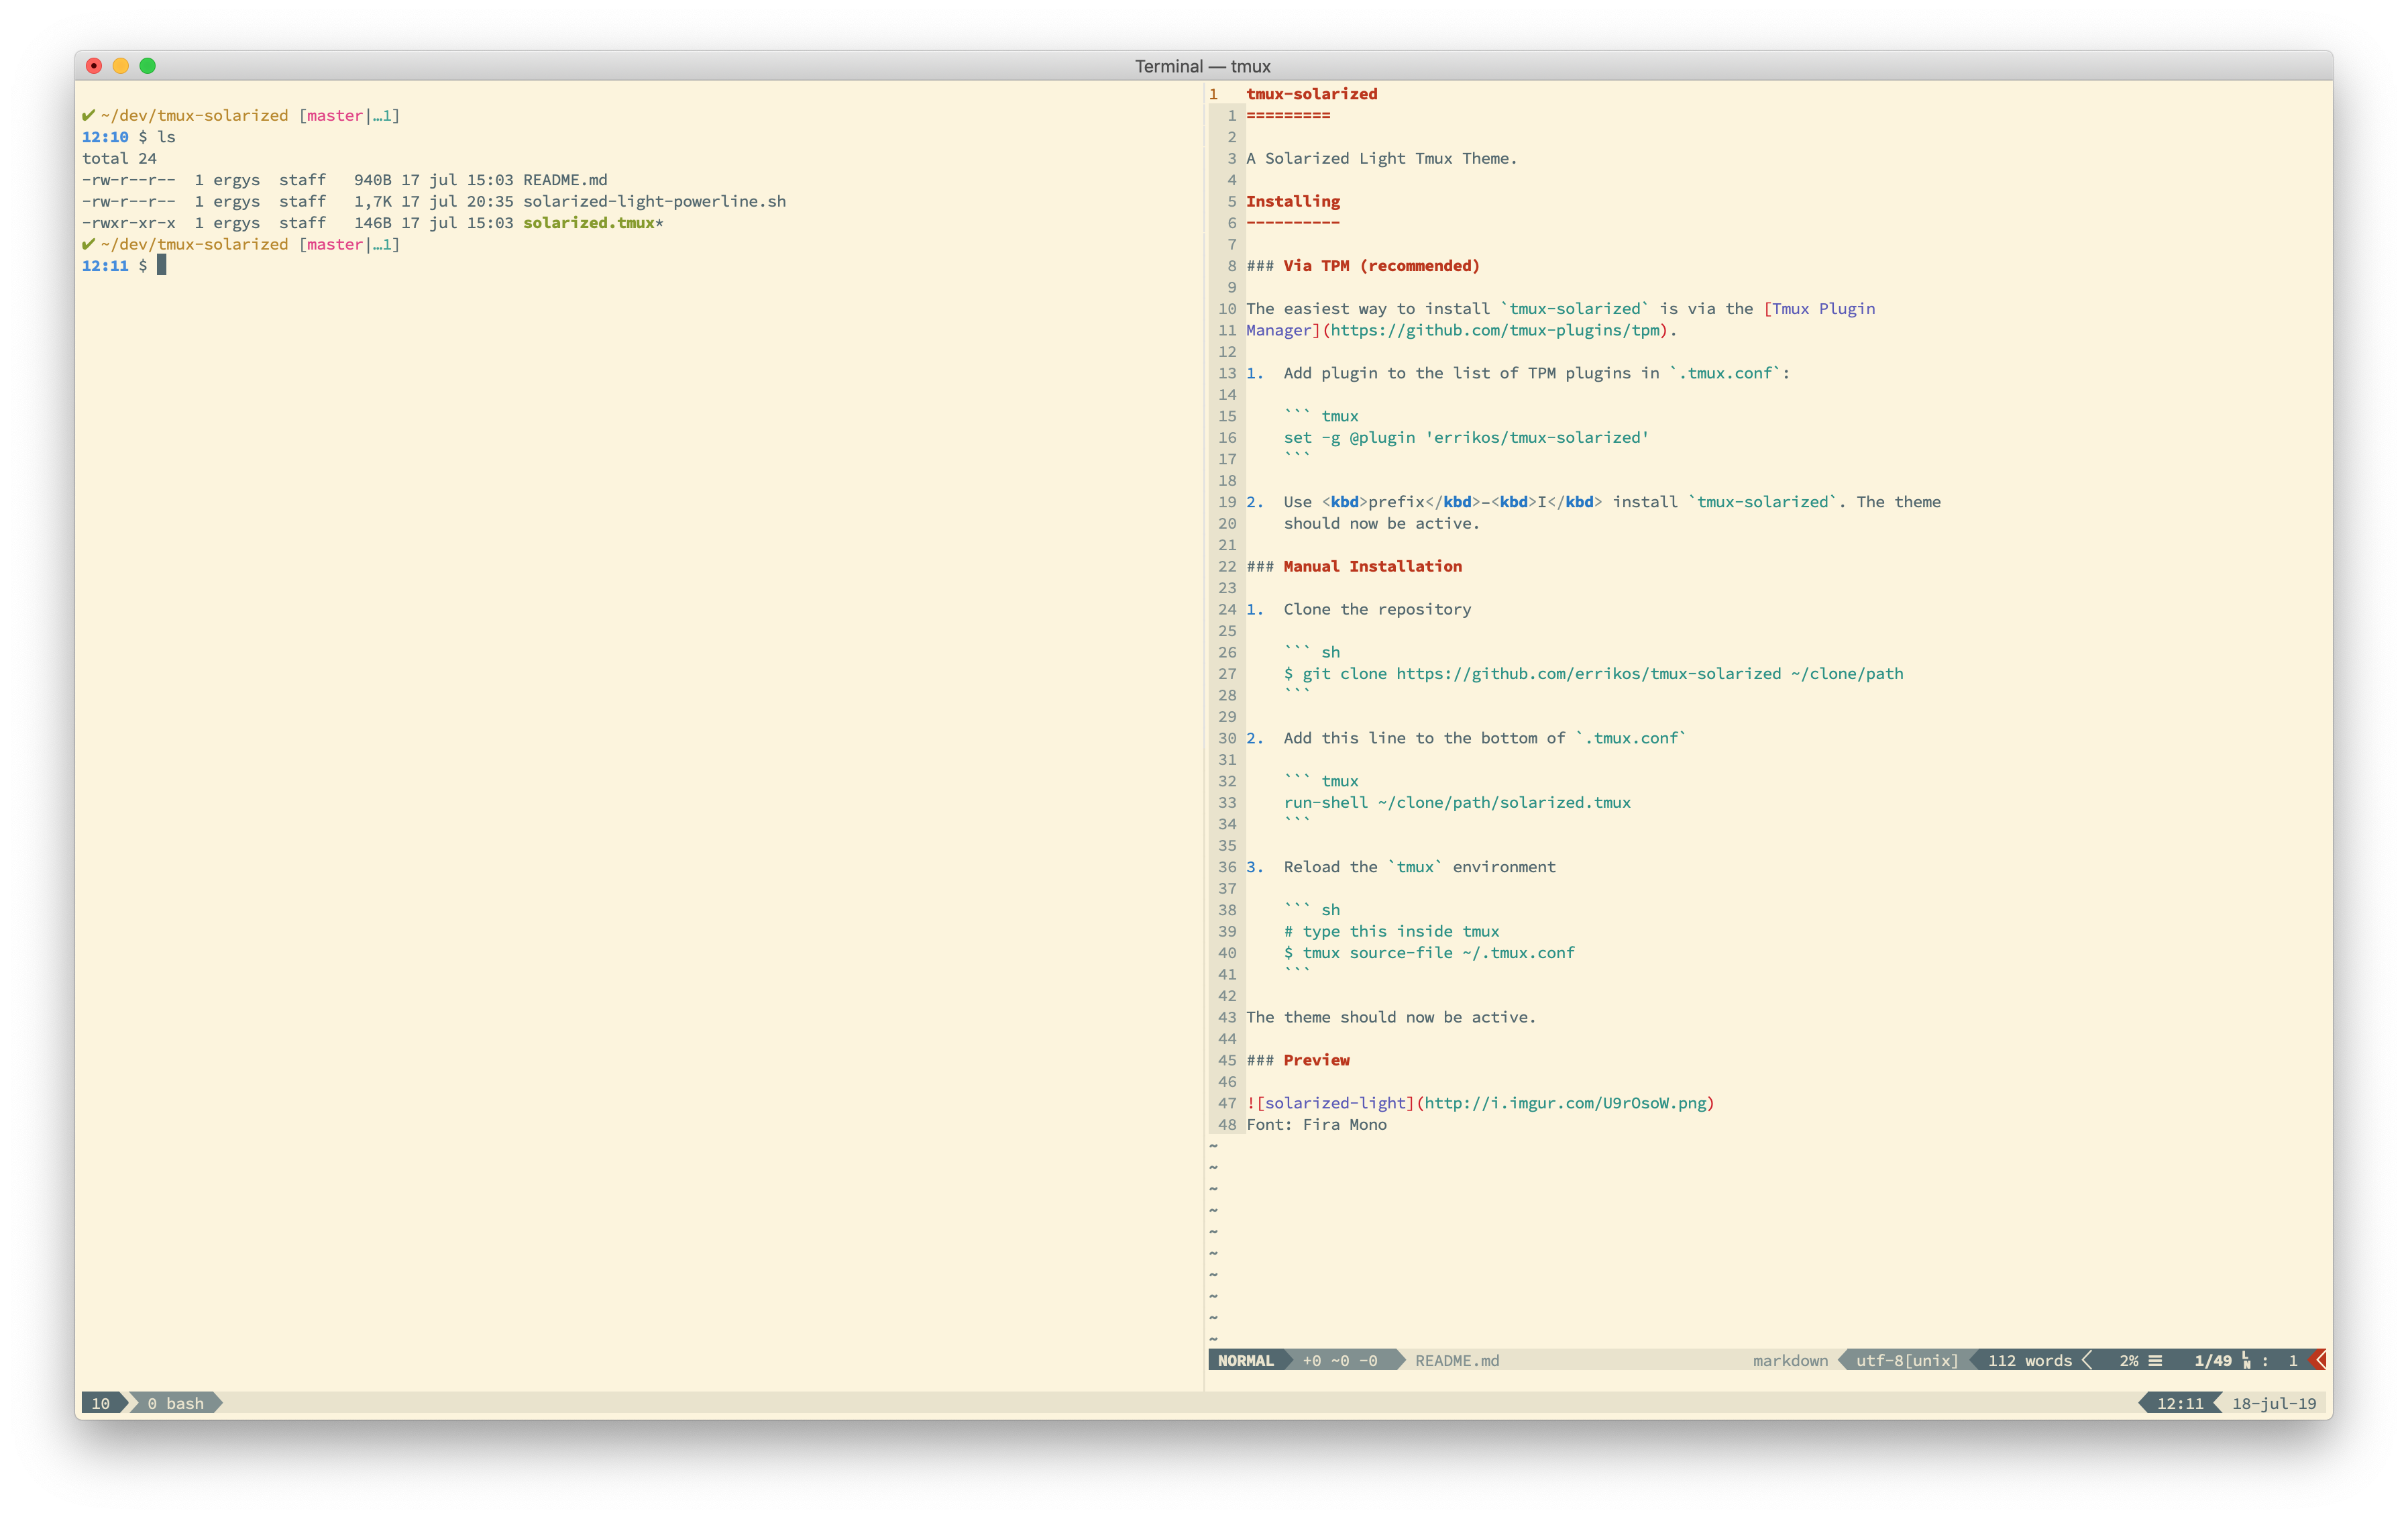 Terminal — tmux
✔ ~/dev/tmux-solarized [master|…1]
12:10 $ ls
total 24
-rw-r--r--  1 ergys  staff   940B 17 jul 15:03 README.md
-rw-r--r--  1 ergys  staff   1,7K 17 jul 20:35 solarized-light-powerline.sh
-rwxr-xr-x  1 ergys  staff   146B 17 jul 15:03 solarized.tmux*
✔ ~/dev/tmux-solarized [master|…1]
12:11 $
1   tmux-solarized
  1 =========
  2
  3 A Solarized Light Tmux Theme.
  4
  5 Installing
  6 ----------
  7
  8 ### Via TPM (recommended)
  9
 10 The easiest way to install `tmux-solarized` is via the [Tmux Plugin
 11 Manager](https://github.com/tmux-plugins/tpm).
 12
 13 1.  Add plugin to the list of TPM plugins in `.tmux.conf`:
 14
 15     ``` tmux
 16     set -g @plugin 'errikos/tmux-solarized'
 17     ```
 18
 19 2.  Use <kbd>prefix</kbd>–<kbd>I</kbd> install `tmux-solarized`. The theme
 20     should now be active.
 21
 22 ### Manual Installation
 23
 24 1.  Clone the repository
 25
 26     ``` sh
 27     $ git clone https://github.com/errikos/tmux-solarized ~/clone/path
 28     ```
 29
 30 2.  Add this line to the bottom of `.tmux.conf`
 31
 32     ``` tmux
 33     run-shell ~/clone/path/solarized.tmux
 34     ```
 35
 36 3.  Reload the `tmux` environment
 37
 38     ``` sh
 39     # type this inside tmux
 40     $ tmux source-file ~/.tmux.conf
 41     ```
 42
 43 The theme should now be active.
 44
 45 ### Preview
 46
 47 ![solarized-light](http://i.imgur.com/U9rOsoW.png)
 48 Font: Fira Mono
~
~
~
~
~
~
~
~
~
~
NORMAL +0 ~0 -0 README.md markdown utf-8[unix] 112 words 2% ☰ 1/49 ␤ : 1
10 0 bash 12:11 18-jul-19